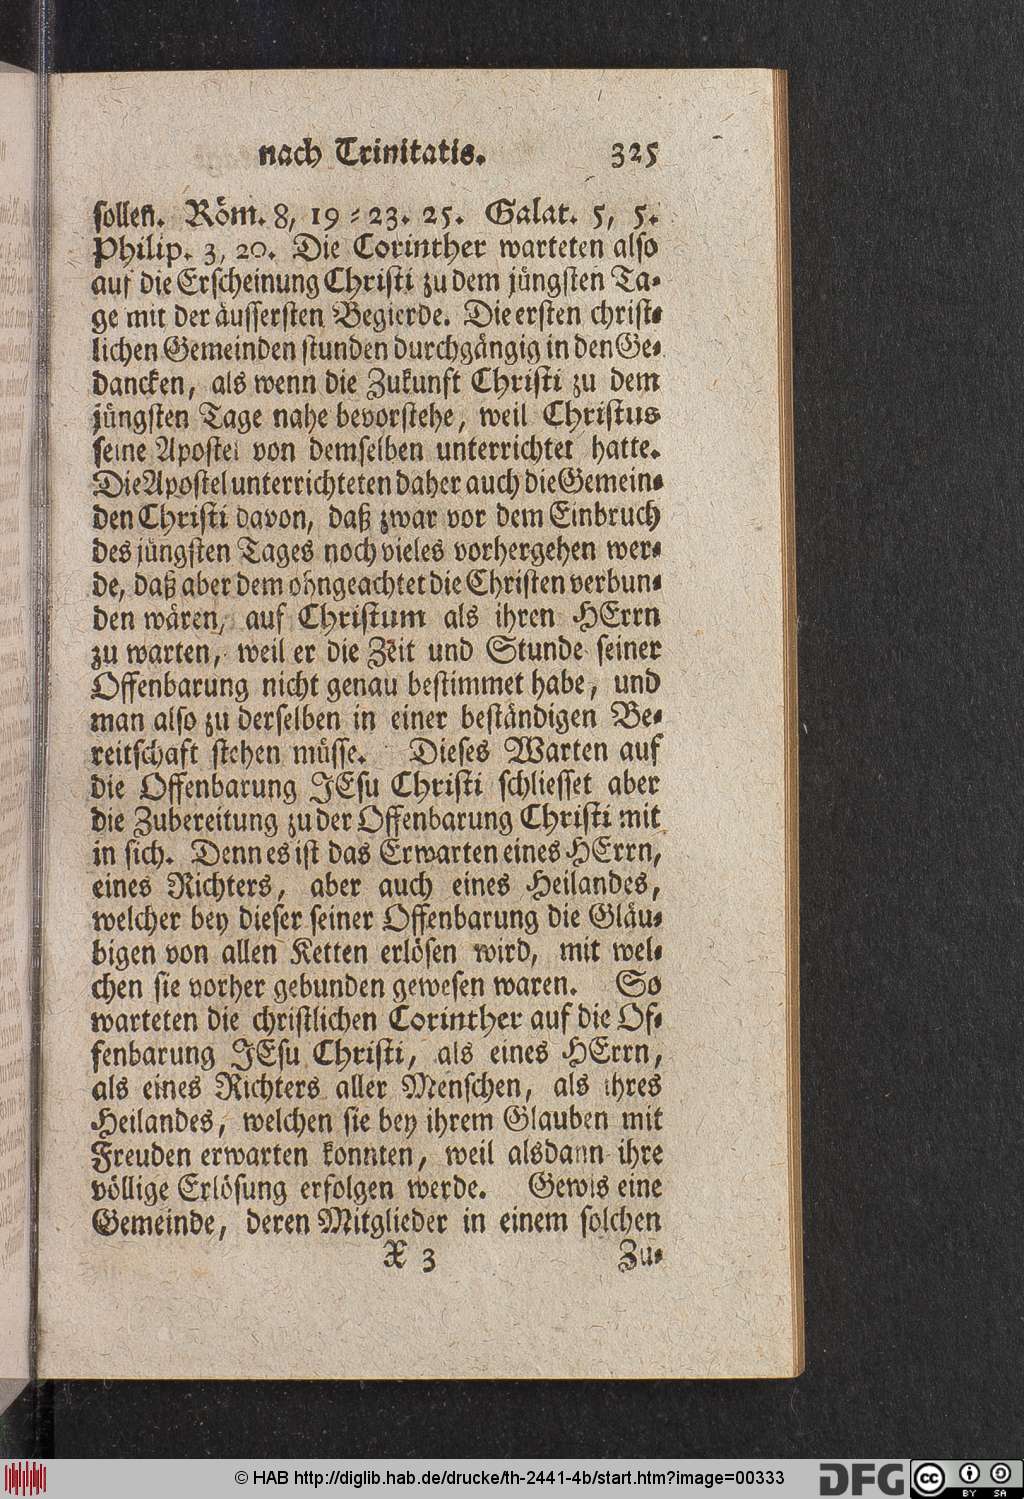 nach Trinitatis. 325
sollen. Röm. 8, 19 = 23. 25. Galat. 5, 5.
Philip. 3, 20. Die Corinther warteten also
auf die Erscheinung Christi zu dem jüngsten Ta=
ge mit der äussersten Begierde. Die ersten christ=
lichen Gemeinden stunden durchgängig in den Ge=
dancken, als wenn die Zukunft Christi zu dem
jüngsten Tage nahe bevorstehe, weil Christus
seine Apostel von demselben unterrichtet hatte.
Die Apostel unterrichteten daher auch die Gemein=
den Christi davon, daß zwar vor dem Einbruch
des jüngsten Tages noch vieles vorhergehen wer=
de, daß aber dem ohngeachtet die Christen verbun=
den wären, auf Christum als ihren HErrn
zu warten, weil er die Zeit und Stunde seiner
Offenbarung nicht genau bestimmet habe, und
man also zu derselben in einer beständigen Be=
reitschaft stehen müsse. Dieses Warten auf
die Offenbarung JEsu Christi schliesset aber
die Zubereitung zu der Offenbarung Christi mit
in sich. Denn es ist das Erwarten eines HErrn,
eines Richters, aber auch eines Heilandes,
welcher bey dieser seiner Offenbarung die Gläu=
bigen von allen Ketten erlösen wird, mit wel=
chen sie vorher gebunden gewesen waren. So
warteten die christlichen Corinther auf die Of=
fenbarung JEsu Christi, als eines HErrn,
als eines Richters aller Menschen, als ihres
Heilandes, welchen sie bey ihrem Glauben mit
Freuden erwarten konnten, weil alsdann ihre
völlige Erlösung erfolgen werde. Gewis eine
Gemeinde, deren Mitglieder in einem solchen
X 3 Zu=
© HAB http://diglib.hab.de/drucke/th-2441-4b/start.htm?image=00333
DFG cc BY SA